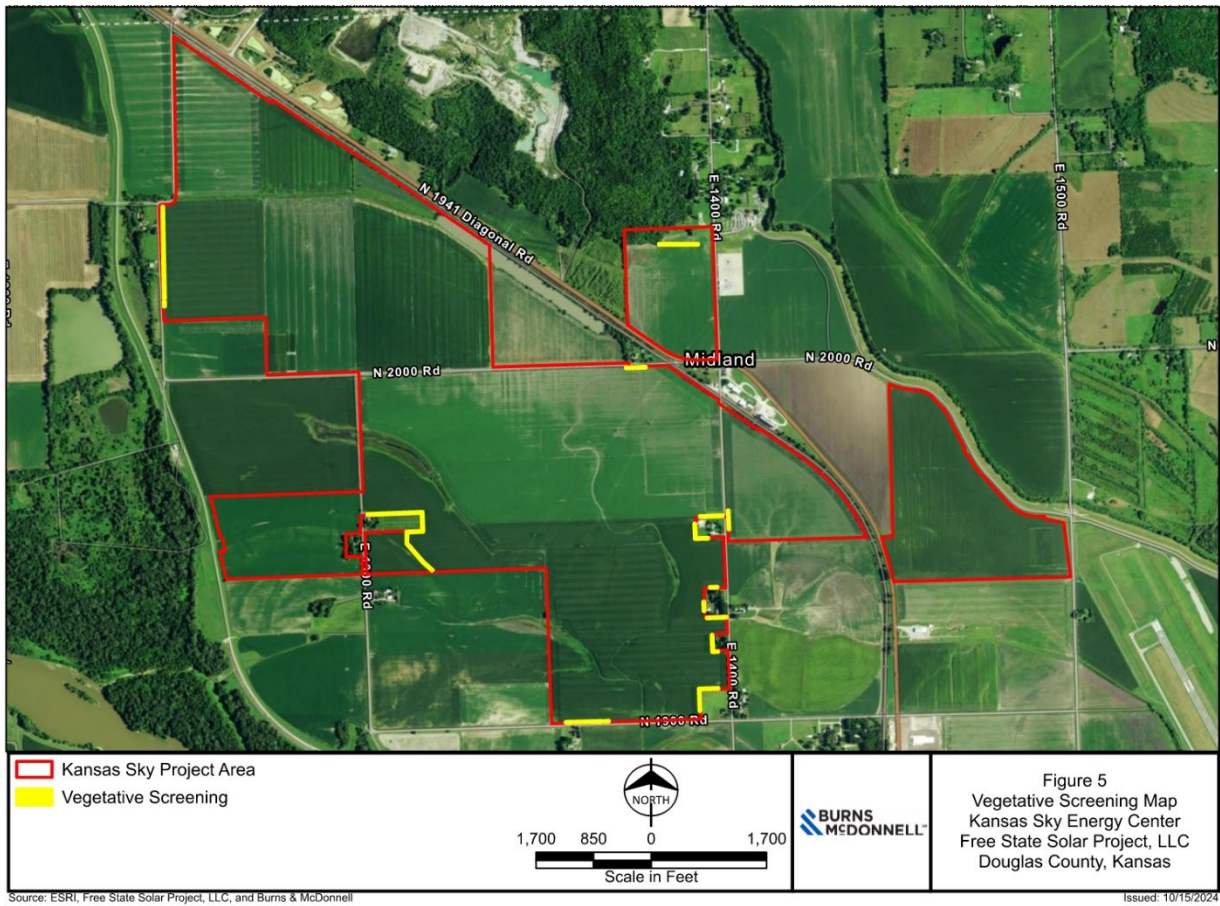 E 1400 Rd
E 1500 Rd
N 1941 Diagonal Rd
Midland
N 2000 Rd
N 2000 Rd
N
E 1400 Rd
N 1900 Rd
Kansas Sky Project Area
Vegetative Screening
NORTH
1,700 850 0 1,700
Scale in Feet
BURNS
MCDONNELL
Figure 5
Vegetative Screening Map
Kansas Sky Energy Center
Free State Solar Project, LLC
Douglas County, Kansas
Source: ESRI, Free State Solar Project, LLC, and Burns & McDonnell
Issued: 10/15/2024